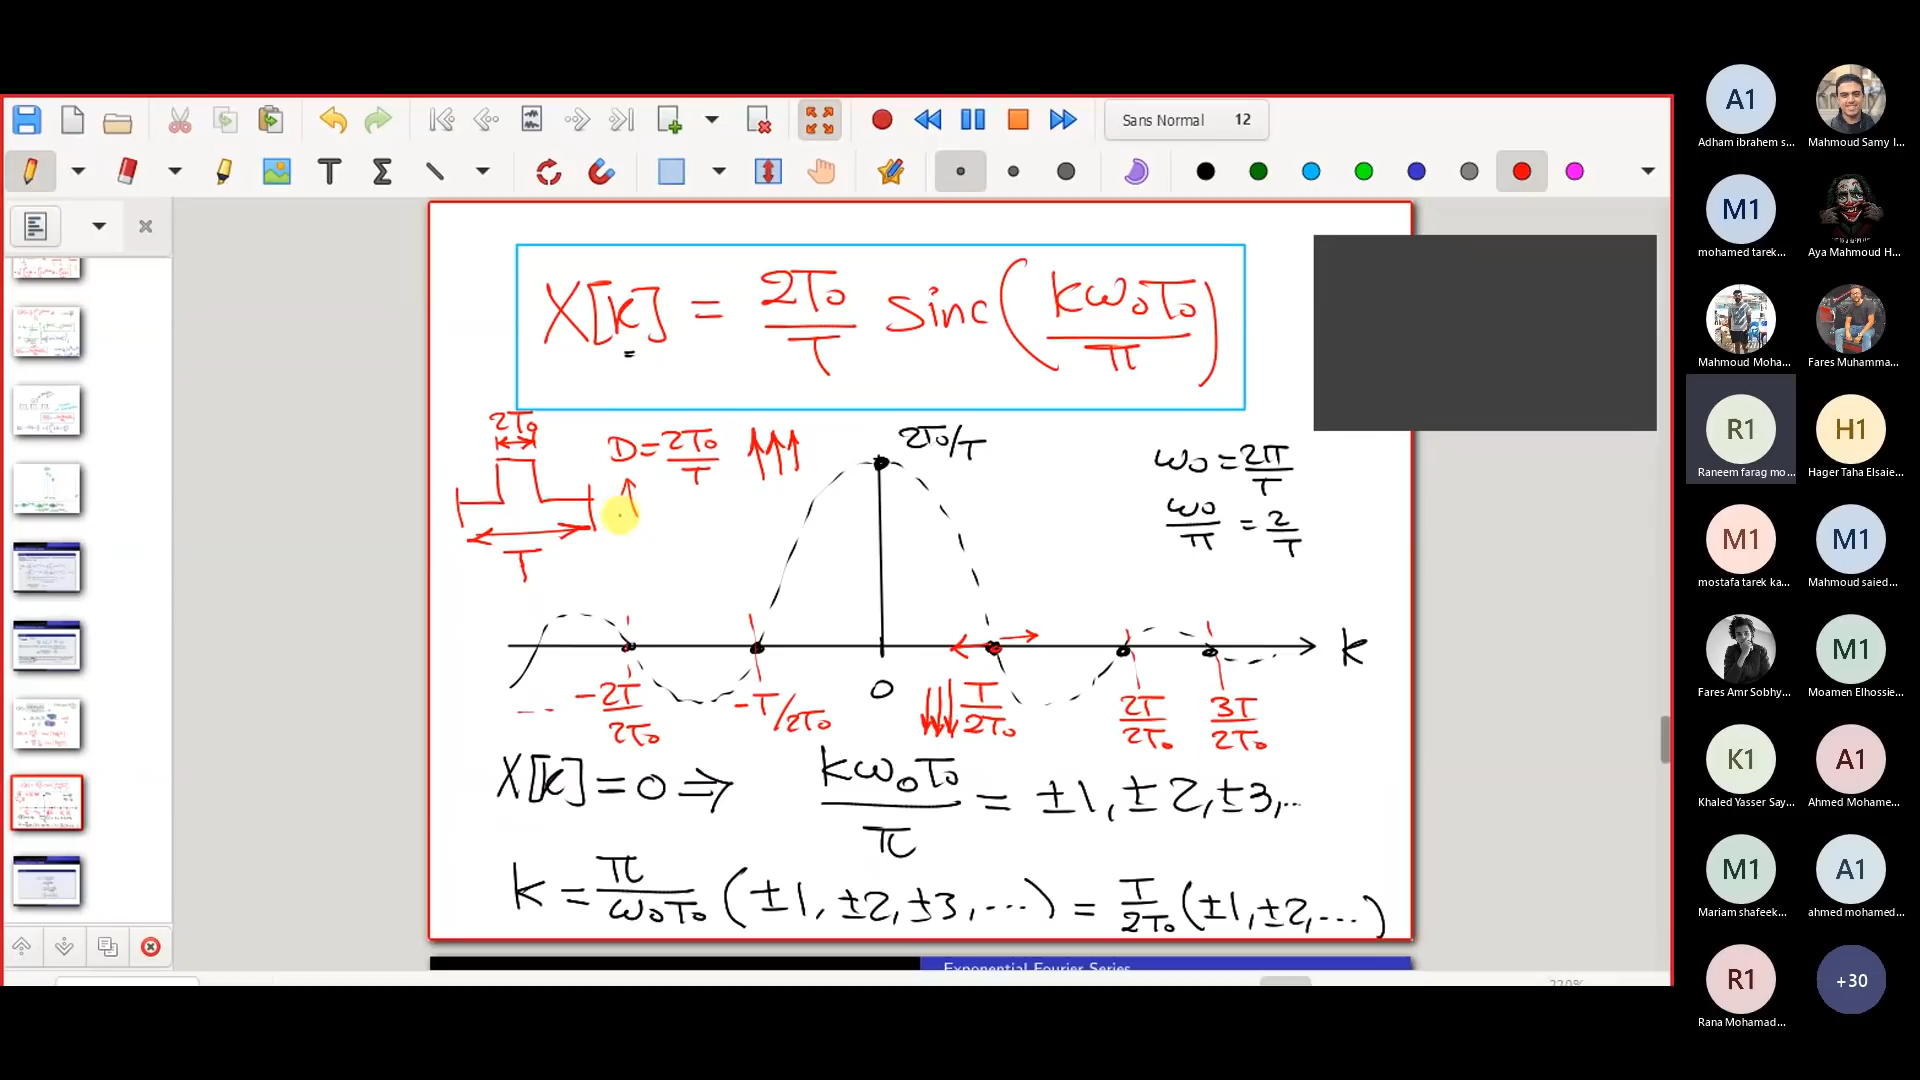 Sans Normal 12
X[k] = 2T₀/T sinc(kω₀T₀/π)
2T₀
D = 2T₀/T
T
2T₀/T
ω₀ = 2π/T
ω₀/π = 2/T
k
0
-2T/2T₀
-T/2T₀
T/2T₀
2T/2T₀
3T/2T₀
X[k] = 0 ⇒ kω₀T₀/π = ±1, ±2, ±3, ...
k = π/ω₀T₀ (±1, ±2, ±3, ...) = T/2T₀ (±1, ±2, ...)
Exponential Fourier Series
220%
A1
Adham ibrahem s...
Mahmoud Samy I...
M1
mohamed tarek...
Aya Mahmoud H...
Mahmoud Moha...
Fares Muhamma...
R1
Raneem farag mo...
H1
Hager Taha Elsaie...
M1
mostafa tarek ka...
M1
Mahmoud saied...
Fares Amr Sobhy...
M1
Moamen Elhossie...
K1
Khaled Yasser Say...
A1
Ahmed Mohame...
M1
Mariam shafeek...
A1
ahmed mohamed...
R1
Rana Mohamad...
+30